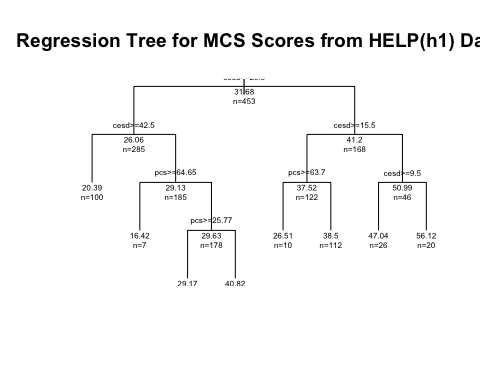 Regression Tree for MCS Scores from HELP(h1) Da
31.68
n=453
cesd>=42.5
cesd>=15.5
26.06
n=285
41.2
n=168
pcs>=64.65
pcs>=63.7
cesd>=9.5
20.39
n=100
29.13
n=185
37.52
n=122
50.99
n=46
pcs>=25.77
16.42
n=7
29.63
n=178
26.51
n=10
38.5
n=112
47.04
n=26
56.12
n=20
29.17
40.82